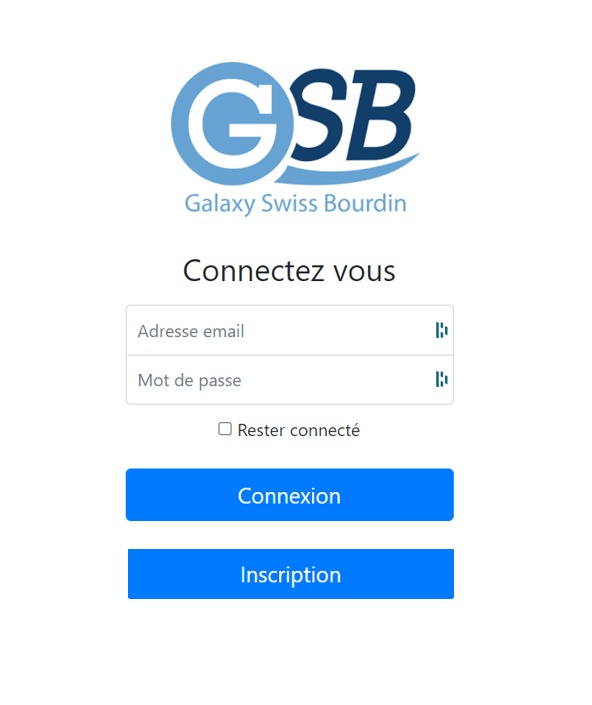 GSB
Galaxy Swiss Bourdin
Connectez vous
Adresse email
Mot de passe
Rester connecté
Connexion
Inscription